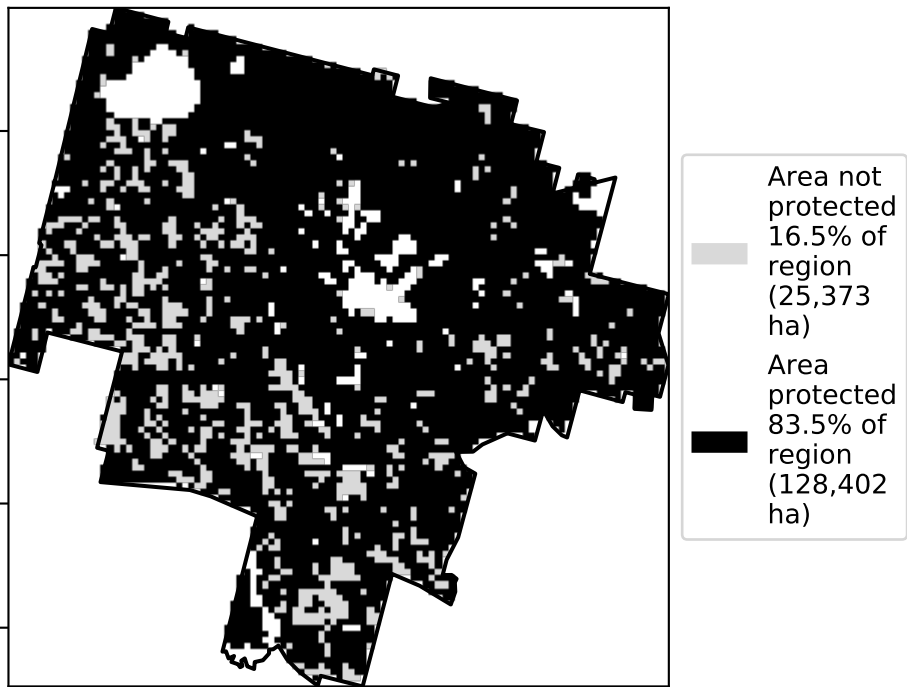 Area not
protected
16.5% of
region
(25,373
ha)
Area
protected
83.5% of
region
(128,402
ha)